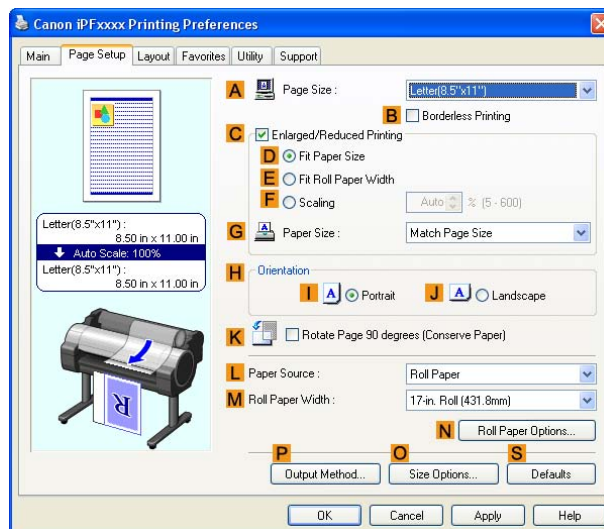 Canon iPFxxxx Printing Preferences
Main Page Setup Layout Favorites Utility Support
A Page Size : Letter(8.5"x11")
B Borderless Printing
C Enlarged/Reduced Printing
D Fit Paper Size
E Fit Roll Paper Width
F Scaling Auto % (5 - 600)
G Paper Size : Match Page Size
Letter(8.5"x11") :
8.50 in x 11.00 in
Auto Scale: 100%
Letter(8.5"x11") :
8.50 in x 11.00 in
H Orientation
I A Portrait J A Landscape
K Rotate Page 90 degrees (Conserve Paper)
L Paper Source : Roll Paper
M Roll Paper Width : 17-in. Roll (431.8mm)
N Roll Paper Options...
R
P O S
Output Method... Size Options... Defaults
OK Cancel Apply Help